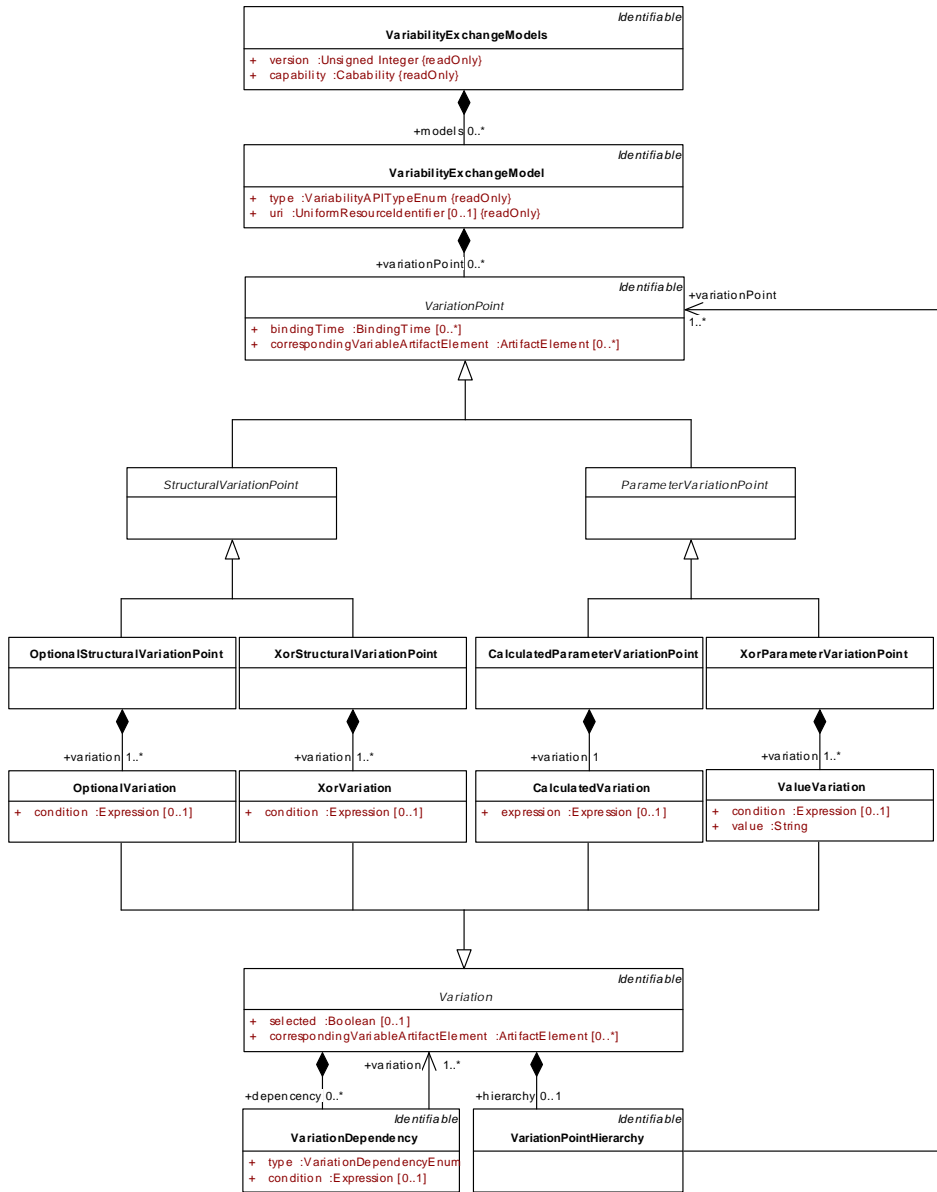 Identifiable
VariabilityExchangeModels
+ version :Unsigned Integer {readOnly}
+ capability :Cabability {readOnly}
+models 0..*
Identifiable
VariabilityExchangeModel
+ type :VariabilityAPITypeEnum {readOnly}
+ uri :UniformResourceIdentifier [0..1] {readOnly}
+variationPoint 0..*
Identifiable
VariationPoint
+ bindingTime :BindingTime [0..*]
+ correspondingVariableArtifactElement :ArtifactElement [0..*]
+variationPoint
1..*
StructuralVariationPoint
ParameterVariationPoint
OptionalStructuralVariationPoint
XorStructuralVariationPoint
CalculatedParameterVariationPoint
XorParameterVariationPoint
+variation 1..*
+variation 1..*
+variation 1
+variation 1..*
OptionalVariation
+ condition :Expression [0..1]
XorVariation
+ condition :Expression [0..1]
CalculatedVariation
+ expression :Expression [0..1]
ValueVariation
+ condition :Expression [0..1]
+ value :String
Identifiable
Variation
+ selected :Boolean [0..1]
+ correspondingVariableArtifactElement :ArtifactElement [0..*]
+variation 1..*
+depencency 0..*
+hierarchy 0..1
Identifiable
VariationDependency
+ type :VariationDependencyEnum
+ condition :Expression [0..1]
Identifiable
VariationPointHierarchy